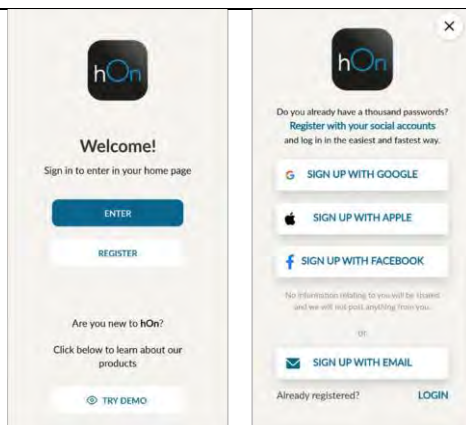 hOn
Welcome!
Sign in to enter in your home page
ENTER
REGISTER
Are you new to hOn?
Click below to learn about our
products
TRY DEMO
hOn
Do you already have a thousand passwords?
Register with your social accounts
and log in in the easiest and fastest way.
SIGN UP WITH GOOGLE
SIGN UP WITH APPLE
SIGN UP WITH FACEBOOK
No information relating to you will be shared
and we will not post anything from you.
or
SIGN UP WITH EMAIL
Already registered? LOGIN